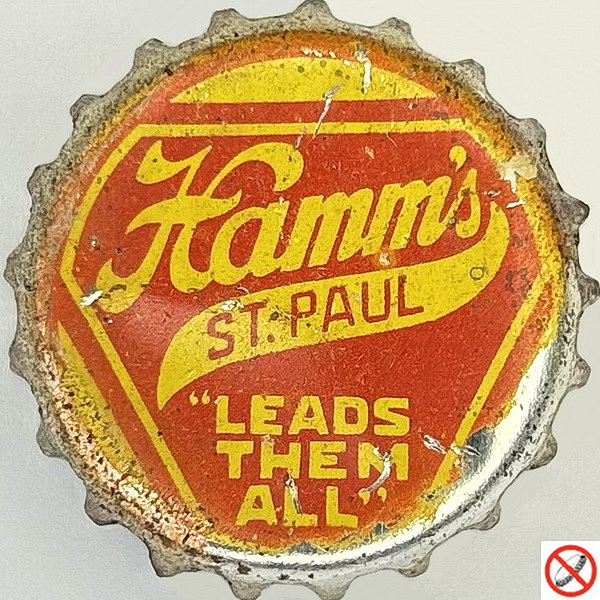 Hamm's
ST. PAUL
"LEADS
THEM
ALL"